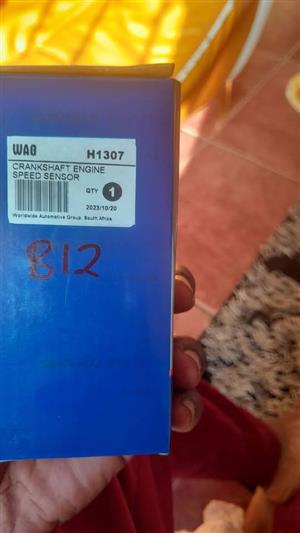 WAG H1307
CRANKSHAFT ENGINE
SPEED SENSOR
QTY 1
2023/10/20
Worldwide Automotive Group. South Africa
812